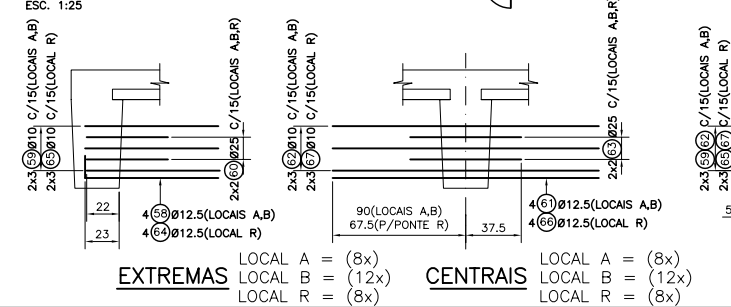 ESC. 1:25
2x3 59 Ø10 C/15(LOCAIS A,B)
2x3 65 Ø10 C/15(LOCAL R)
2x2 60 Ø25 C/15(LOCAIS A,B,R)
2x3 62 Ø10 C/15(LOCAIS A,B)
2x3 67 Ø10 C/15(LOCAL R)
2x2 63 Ø25 C/15(LOCAIS A,B,R)
2x3 59 62 C/15(LOCAIS A,B)
2x3 65 67 C/15(LOCAL R)
22
23
4 58 Ø12.5(LOCAIS A,B)
4 64 Ø12.5(LOCAL R)
90(LOCAIS A,B)
67.5(P/PONTE R)
37.5
4 61 Ø12.5(LOCAIS A,B)
4 66 Ø12.5(LOCAL R)
5
EXTREMAS
LOCAL A = (8x)
LOCAL B = (12x)
LOCAL R = (8x)
CENTRAIS
LOCAL A = (8x)
LOCAL B = (12x)
LOCAL R = (8x)